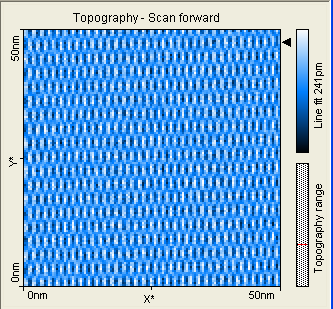 Topography - Scan forward
50nm
Y*
0nm
0nm
X*
50nm
Line fit 241pm
Topography range